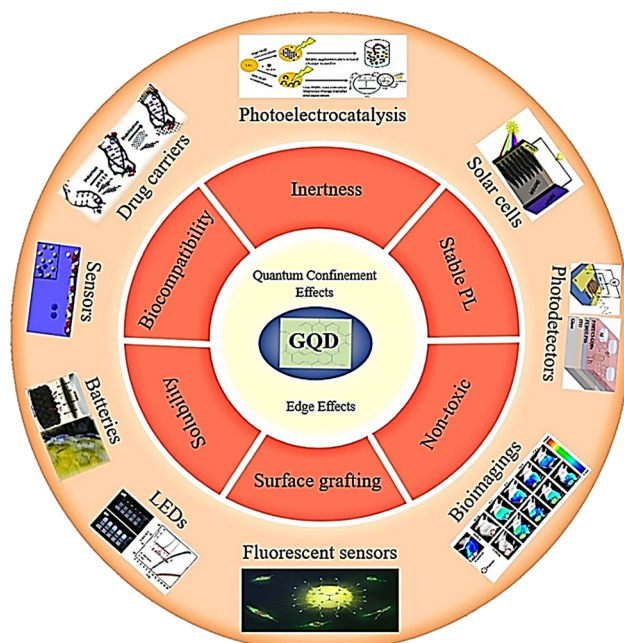 Photoelectrocatalysis
Drug carriers
Solar cells
Inertness
Biocompatibility
Stable PL
Sensors
Photodetectors
Quantum Confinement
Effects
GQD
Edge Effects
Batteries
Solubility
Non-toxic
Surface grafting
LEDs
Bioimagings
Fluorescent sensors